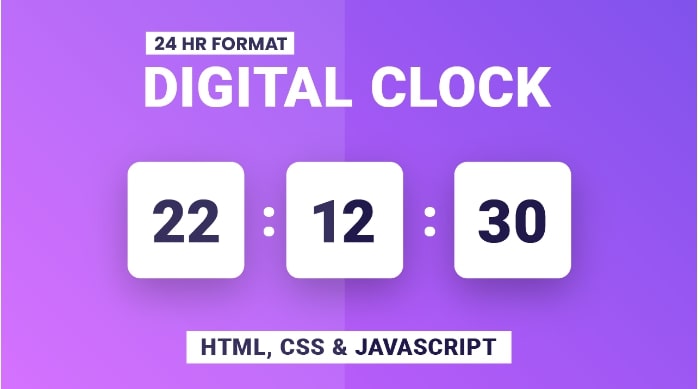 24 HR FORMAT
DIGITAL CLOCK
22 : 12 : 30
HTML, CSS & JAVASCRIPT